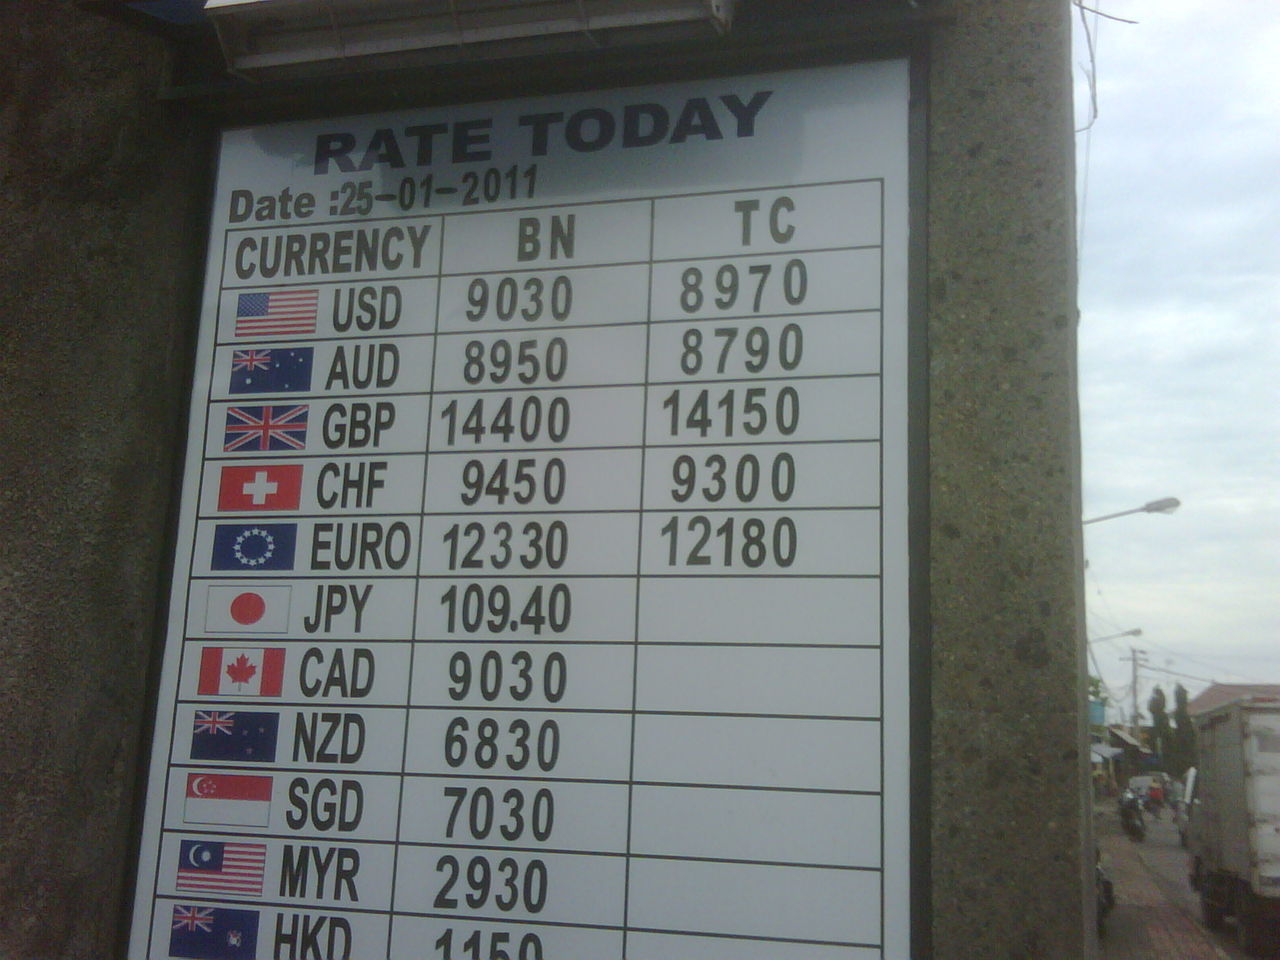 RATE TODAY
Date :25-01-2011
CURRENCY BN TC
USD 9030 8970
AUD 8950 8790
GBP 14400 14150
CHF 9450 9300
EURO 12330 12180
JPY 109.40
CAD 9030
NZD 6830
SGD 7030
MYR 2930
HKD 1150